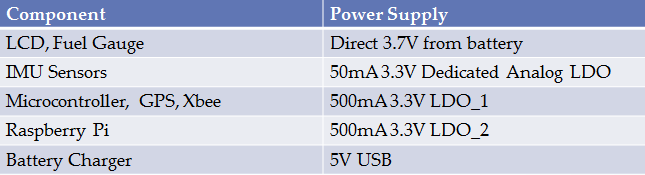 Component Power Supply
LCD, Fuel Gauge Direct 3.7V from battery
IMU Sensors 50mA 3.3V Dedicated Analog LDO
Microcontroller, GPS, Xbee 500mA 3.3V LDO_1
Raspberry Pi 500mA 3.3V LDO_2
Battery Charger 5V USB